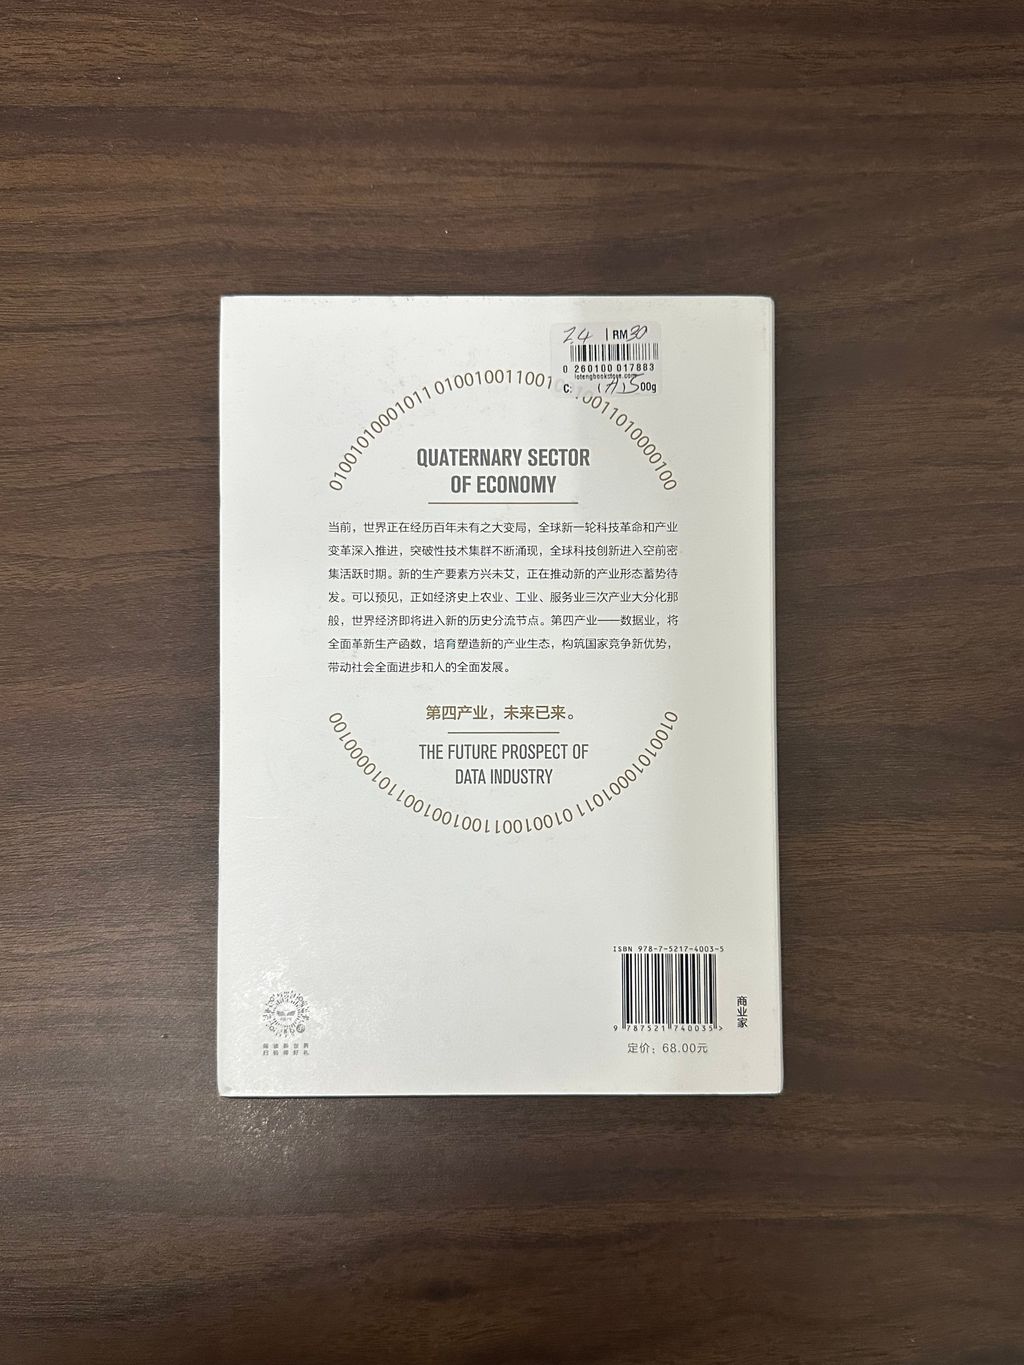 24 | RM30
0 260100 017883
lotengbookstore.com
C: 00g
QUATERNARY SECTOR
OF ECONOMY
当前，世界正在经历百年未有之大变局，全球新一轮科技革命和产业
变革深入推进，突破性技术集群不断涌现，全球科技创新进入空前密
集活跃时期。新的生产要素方兴未艾，正在推动新的产业形态蓄势待
发。可以预见，正如经济史上农业、工业、服务业三次产业大分化那
般，世界经济即将进入新的历史分流节点。第四产业——数据业，将
全面革新生产函数，培育塑造新的产业生态，构筑国家竞争新优势，
带动社会全面进步和人的全面发展。
第四产业，未来已来。
THE FUTURE PROSPECT OF
DATA INDUSTRY
ISBN 978-7-5217-4003-5
9 787521 740035 >
定价：68.00元
商业家